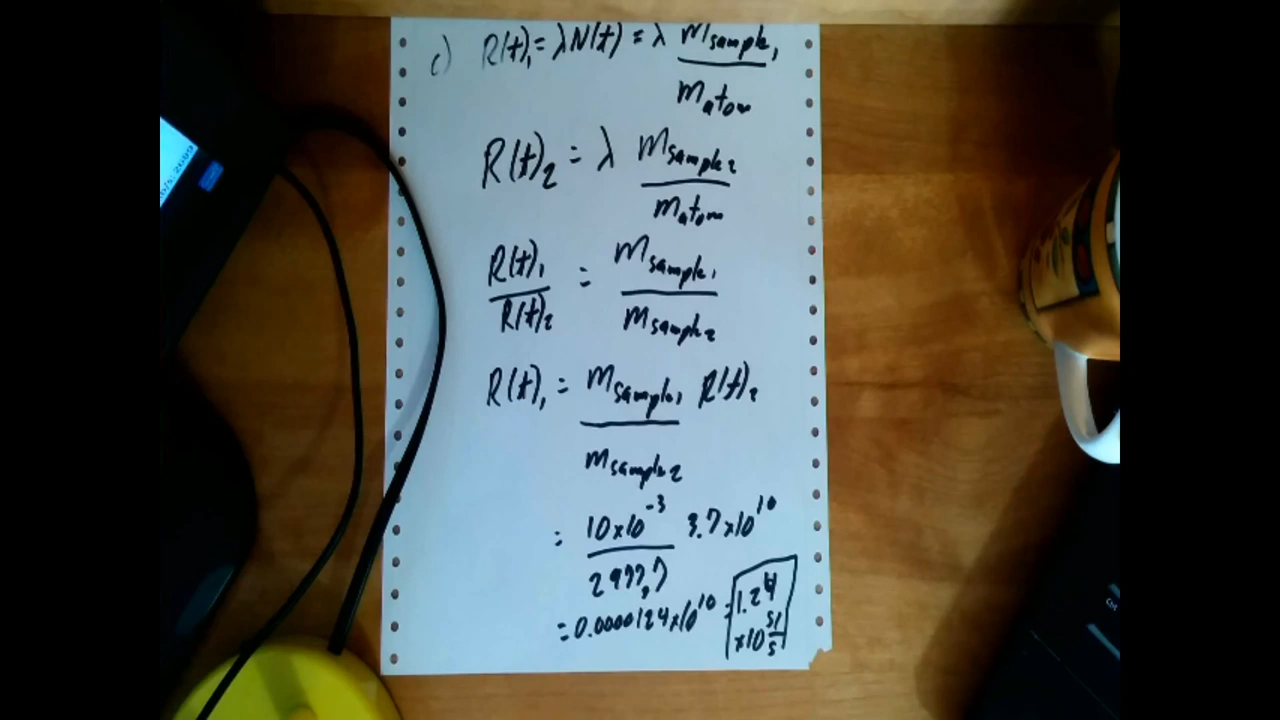 c) R(t)₁ = λN(t) = λ m_sample₁ / m_atom
R(t)₂ = λ m_sample₂ / m_atom
R(t)₁ / R(t)₂ = m_sample₁ / m_sample₂
R(t)₁ = m_sample₁ / m_sample₂ R(t)₂
= 10×10⁻³ / 2977.7 3.7×10¹⁰
= 0.0000124×10¹⁰ =
1.24
×10⁵ 1/s